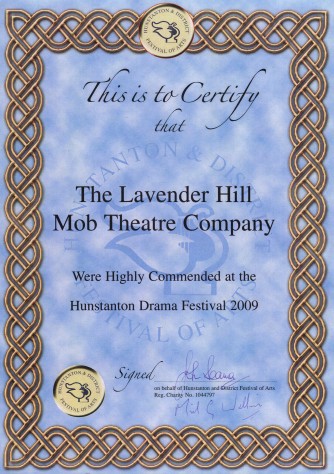 HUNSTANTON & DISTRICT
FESTIVAL OF ARTS
This is to Certify
that
HUNSTANTON & DISTRICT
The Lavender Hill
Mob Theatre Company
Were Highly Commended at the
Hunstanton Drama Festival 2009
FESTIVAL OF ARTS
Signed
HUNSTANTON & DISTRICT
FESTIVAL OF ARTS
on behalf of Hunstanton and District Festival of Arts
Reg. Charity No. 1044797